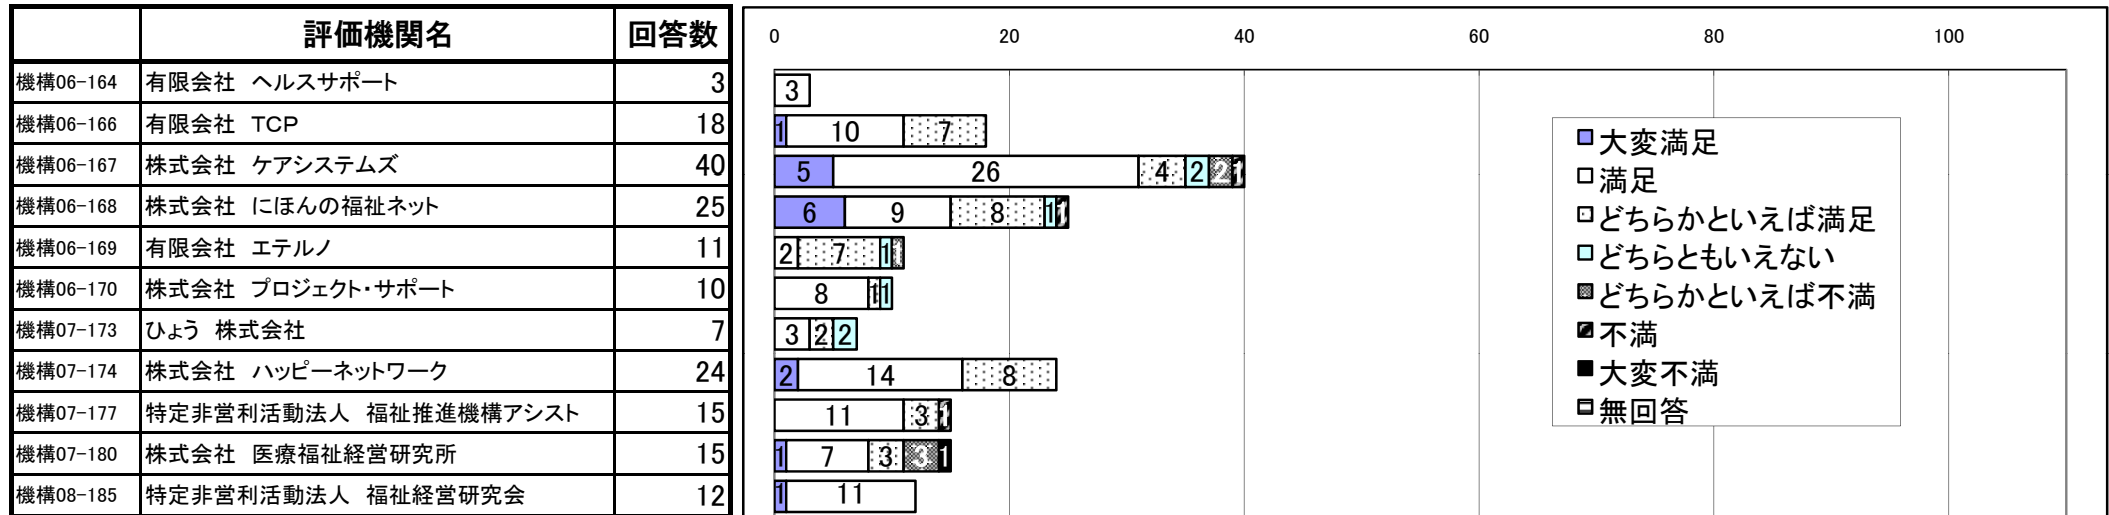 評価機関名 回答数
0 20 40 60 80 100
機構06-164 有限会社 ヘルスサポート 3 3
機構06-166 有限会社 TCP 18 1 10 7
機構06-167 株式会社 ケアシステムズ 40 5 26 4 2 2 1
機構06-168 株式会社 にほんの福祉ネット 25 6 9 8 1 1
機構06-169 有限会社 エテルノ 11 2 7 1 1
機構06-170 株式会社 プロジェクト・サポート 10 8 1 1
機構07-173 ひょう 株式会社 7 3 2 2
機構07-174 株式会社 ハッピーネットワーク 24 2 14 8
機構07-177 特定非営利活動法人 福祉推進機構アシスト 15 11 3 1
機構07-180 株式会社 医療福祉経営研究所 15 1 7 3 3 1
機構08-185 特定非営利活動法人 福祉経営研究会 12 1 11
大変満足
満足
どちらかといえば満足
どちらともいえない
どちらかといえば不満
不満
大変不満
無回答